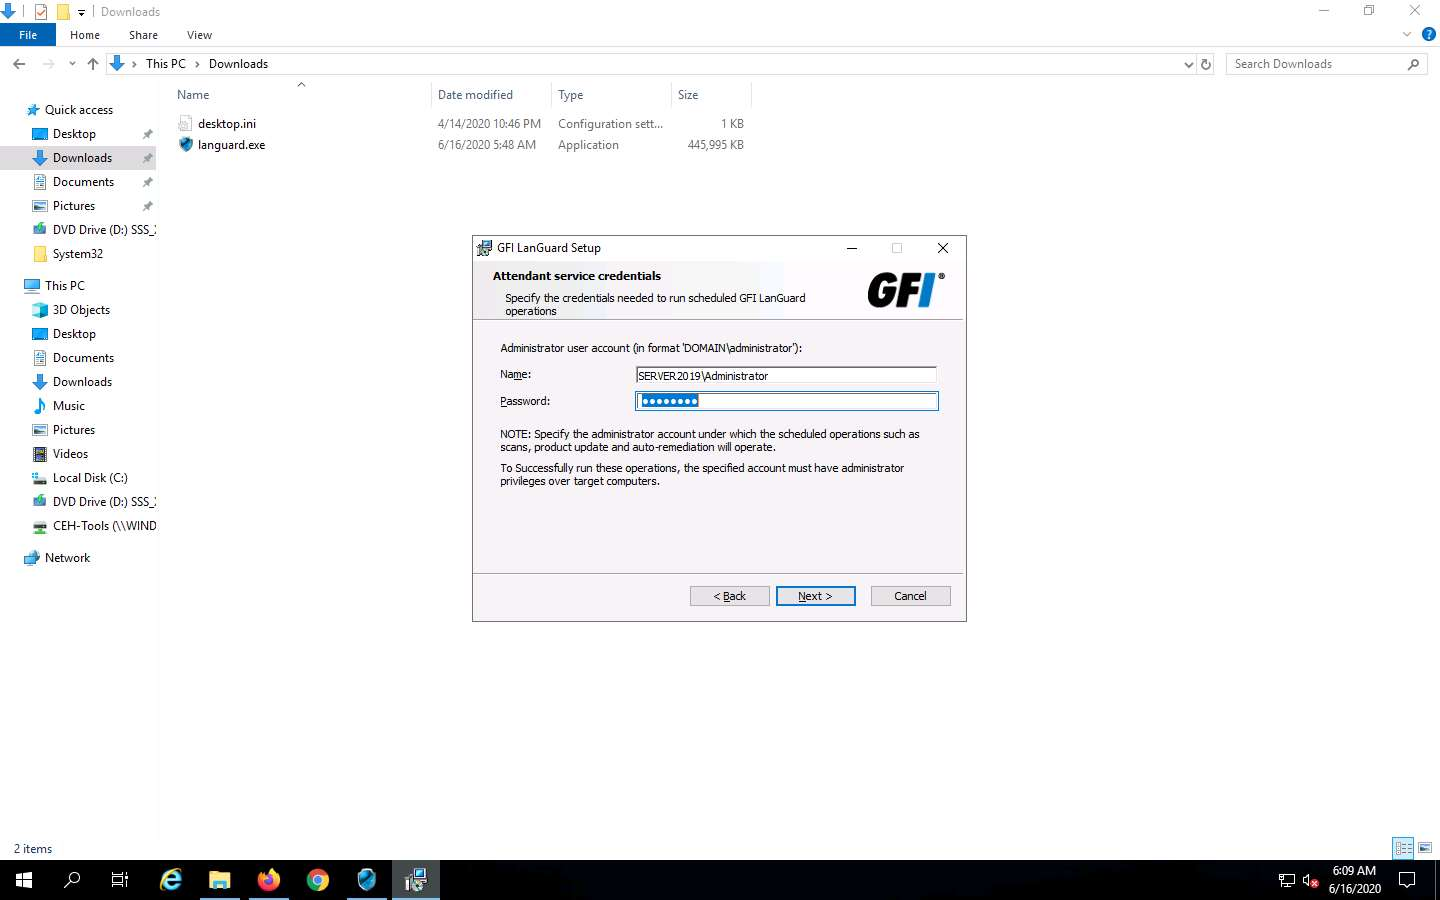 Downloads
File Home Share View
This PC Downloads
Search Downloads
Name Date modified Type Size
desktop.ini 4/14/2020 10:46 PM Configuration sett... 1 KB
languard.exe 6/16/2020 5:48 AM Application 445,995 KB
Quick access
Desktop
Downloads
Documents
Pictures
DVD Drive (D:) SSS_
System32
This PC
3D Objects
Desktop
Documents
Downloads
Music
Pictures
Videos
Local Disk (C:)
DVD Drive (D:) SSS_
CEH-Tools (\\WIND
Network
GFI LanGuard Setup
Attendant service credentials
Specify the credentials needed to run scheduled GFI LanGuard
operations
GFI®
Administrator user account (in format 'DOMAIN\administrator'):
Name: SERVER2019\Administrator
Password: ●●●●●●●●
NOTE: Specify the administrator account under which the scheduled operations such as
scans, product update and auto-remediation will operate.
To Successfully run these operations, the specified account must have administrator
privileges over target computers.
< Back Next > Cancel
2 items
6:09 AM
6/16/2020